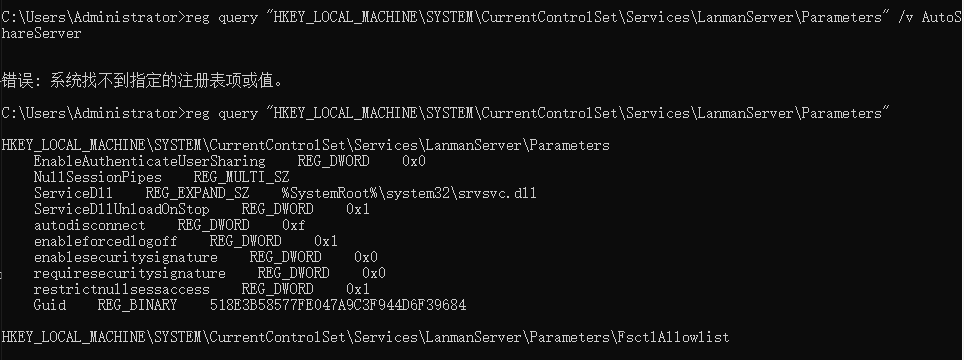 C:\Users\Administrator>reg query "HKEY_LOCAL_MACHINE\SYSTEM\CurrentControlSet\Services\LanmanServer\Parameters" /v AutoS
hareServer
错误: 系统找不到指定的注册表项或值。
C:\Users\Administrator>reg query "HKEY_LOCAL_MACHINE\SYSTEM\CurrentControlSet\Services\LanmanServer\Parameters"
HKEY_LOCAL_MACHINE\SYSTEM\CurrentControlSet\Services\LanmanServer\Parameters
EnableAuthenticateUserSharing    REG_DWORD    0x0
NullSessionPipes    REG_MULTI_SZ
ServiceDll    REG_EXPAND_SZ    %SystemRoot%\system32\srvsvc.dll
ServiceDllUnloadOnStop    REG_DWORD    0x1
autodisconnect    REG_DWORD    0xf
enableforcedlogoff    REG_DWORD    0x1
enablesecuritysignature    REG_DWORD    0x0
requiresecuritysignature    REG_DWORD    0x0
restrictnullsessaccess    REG_DWORD    0x1
Guid    REG_BINARY    518E3B58577FE047A9C3F944D6F39684
HKEY_LOCAL_MACHINE\SYSTEM\CurrentControlSet\Services\LanmanServer\Parameters\FsctlAllowlist